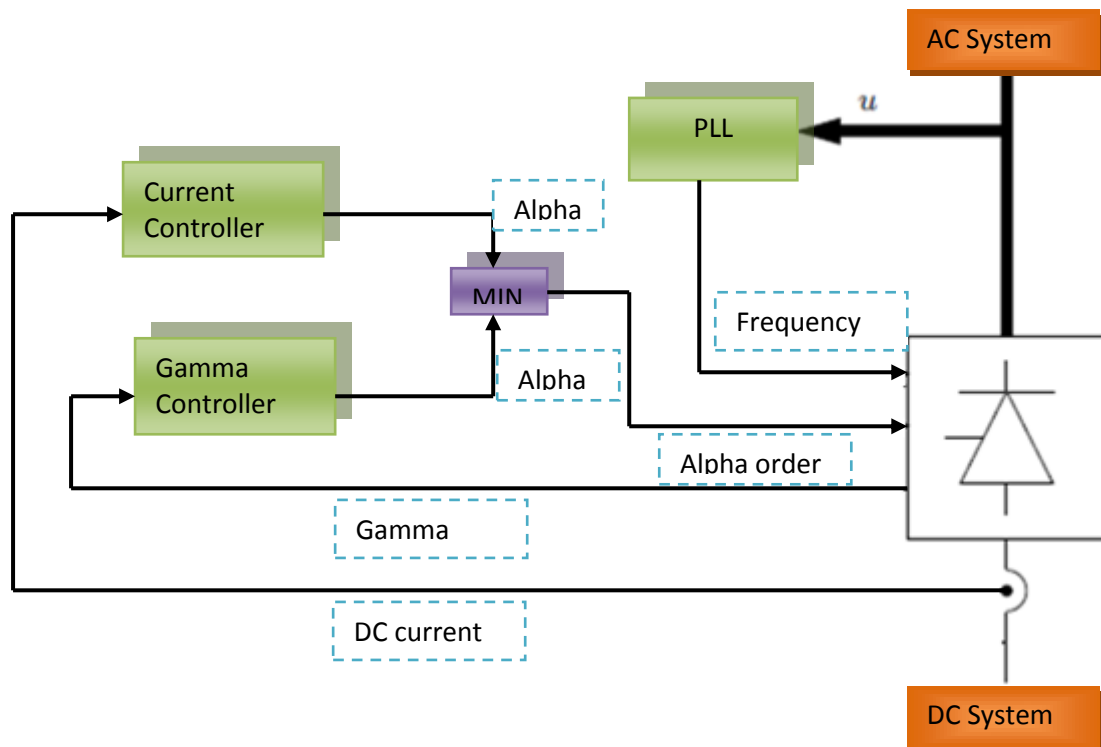 AC System
u
PLL
Current
Controller
Alpha
MIN
Frequency
Gamma
Controller
Alpha
Alpha order
Gamma
DC current
DC System